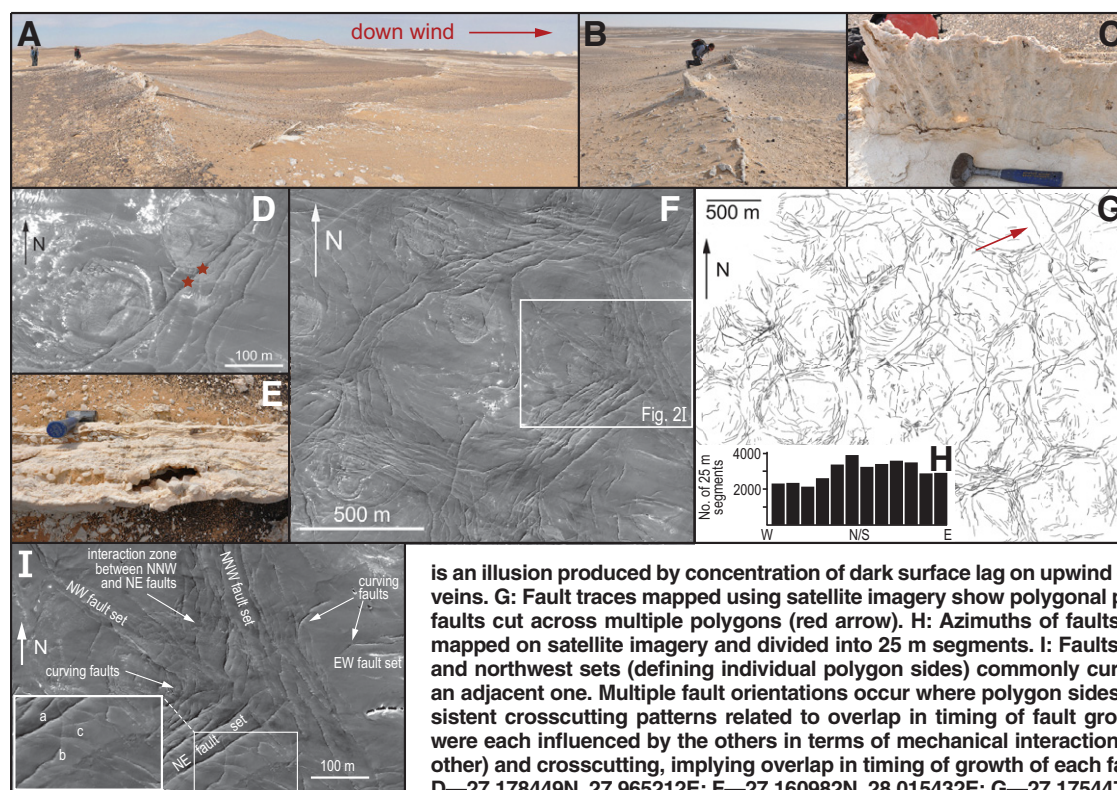 A
down wind
B
C
D
N
100 m
E
F
N
Fig. 2I
500 m
G
500 m
N
H
No. of 25 m
segments
4000
2000
W
N/S
E
I
N
interaction zone
between NNW
and NE faults
NW fault set
NNW fault set
curving
faults
EW fault set
curving faults
NE fault set
a
c
b
100 m
is an illusion produced by concentration of dark surface lag on upwind
veins. G: Fault traces mapped using satellite imagery show polygonal
faults cut across multiple polygons (red arrow). H: Azimuths of faults
mapped on satellite imagery and divided into 25 m segments. I: Faults
and northwest sets (defining individual polygon sides) commonly
an adjacent one. Multiple fault orientations occur where polygon sides
sistent crosscutting patterns related to overlap in timing of fault
were each influenced by the others in terms of mechanical interaction
other) and crosscutting, implying overlap in timing of growth of each